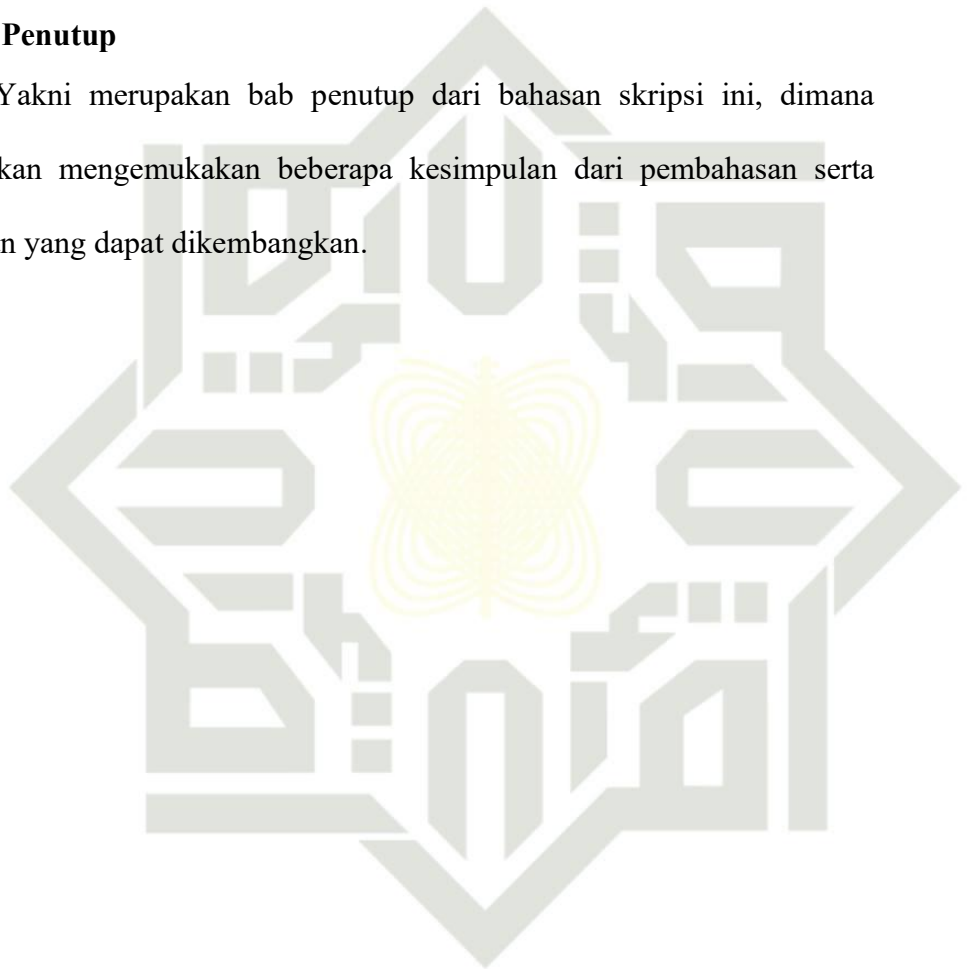 Penutup
Yakni merupakan bab penutup dari bahasan skripsi ini, dimana
kan mengemukakan beberapa kesimpulan dari pembahasan serta
n yang dapat dikembangkan.